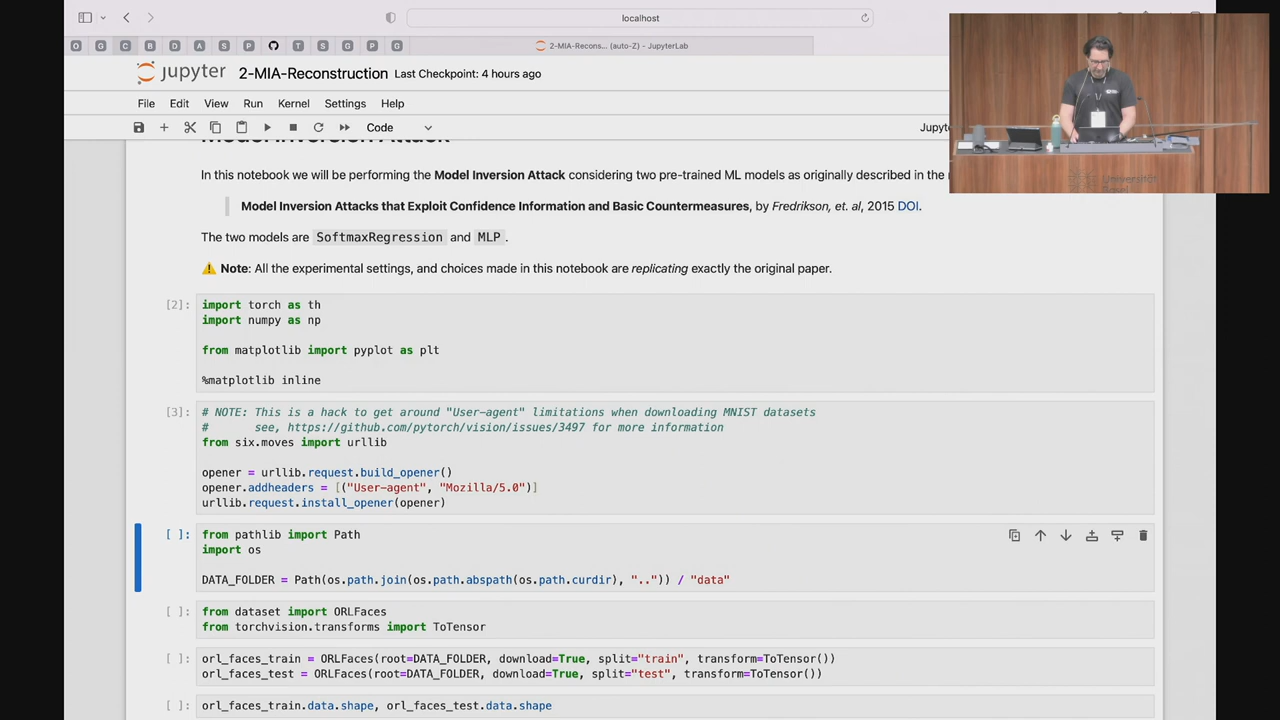 localhost
O G C B D A S P T S G P G 2-MIA-Recons... (auto-Z) - JupyterLab
jupyter 2-MIA-Reconstruction Last Checkpoint: 4 hours ago
File Edit View Run Kernel Settings Help
Code
In this notebook we will be performing the Model Inversion Attack considering two pre-trained ML models as originally described in the
Model Inversion Attacks that Exploit Confidence Information and Basic Countermeasures, by Fredrikson, et. al, 2015 DOI.
The two models are SoftmaxRegression and MLP.
Note: All the experimental settings, and choices made in this notebook are replicating exactly the original paper.
[2]: import torch as th
import numpy as np
from matplotlib import pyplot as plt
%matplotlib inline
[3]: # NOTE: This is a hack to get around "User-agent" limitations when downloading MNIST datasets
# see, https://github.com/pytorch/vision/issues/3497 for more information
from six.moves import urllib
opener = urllib.request.build_opener()
opener.addheaders = [("User-agent", "Mozilla/5.0")]
urllib.request.install_opener(opener)
[ ]: from pathlib import Path
import os
DATA_FOLDER = Path(os.path.join(os.path.abspath(os.path.curdir), "..")) / "data"
[ ]: from dataset import ORLFaces
from torchvision.transforms import ToTensor
[ ]: orl_faces_train = ORLFaces(root=DATA_FOLDER, download=True, split="train", transform=ToTensor())
orl_faces_test = ORLFaces(root=DATA_FOLDER, download=True, split="test", transform=ToTensor())
[ ]: orl_faces_train.data.shape, orl_faces_test.data.shape